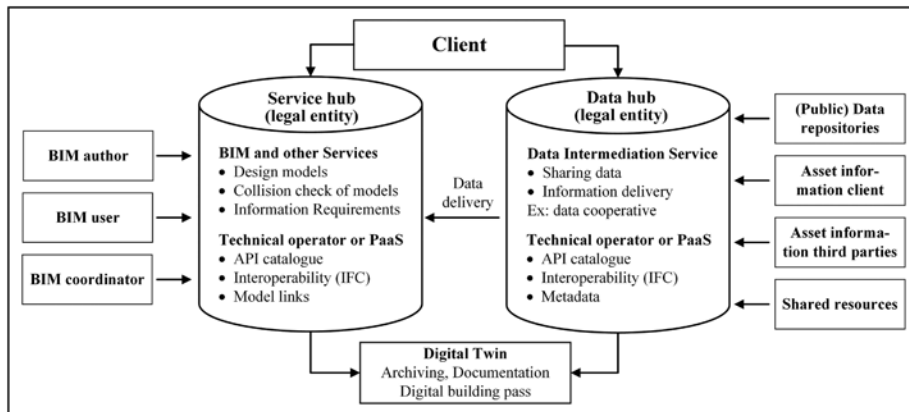 Client
Service hub
(legal entity)
BIM and other Services
• Design models
• Collision check of models
• Information Requirements
Technical operator or PaaS
• API catalogue
• Interoperability (IFC)
• Model links
BIM author
BIM user
BIM coordinator
Data
delivery
Data hub
(legal entity)
Data Intermediation Service
• Sharing data
• Information delivery
Ex: data cooperative
Technical operator or PaaS
• API catalogue
• Interoperability (IFC)
• Metadata
(Public) Data
repositories
Asset infor-
mation client
Asset informa-
tion third parties
Shared resources
Digital Twin
Archiving, Documentation
Digital building pass